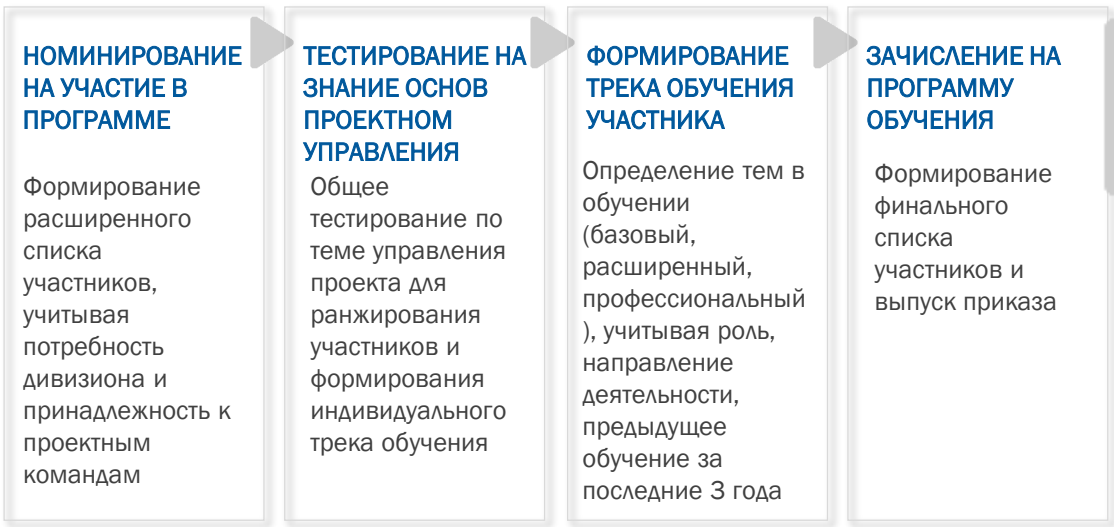 НОМИНИРОВАНИЕ
НА УЧАСТИЕ В
ПРОГРАММЕ
Формирование
расширенного
списка
участников,
учитывая
потребность
дивизиона и
принадлежность к
проектным
командам
ТЕСТИРОВАНИЕ НА
ЗНАНИЕ ОСНОВ
ПРОЕКТНОМ
УПРАВЛЕНИЯ
Общее
тестирование по
теме управления
проекта для
ранжирования
участников и
формирования
индивидуального
трека обучения
ФОРМИРОВАНИЕ
ТРЕКА ОБУЧЕНИЯ
УЧАСТНИКА
Определение тем в
обучении
(базовый,
расширенный,
профессиональный
), учитывая роль,
направление
деятельности,
предыдущее
обучение за
последние 3 года
ЗАЧИСЛЕНИЕ НА
ПРОГРАММУ
ОБУЧЕНИЯ
Формирование
финального
списка
участников и
выпуск приказа